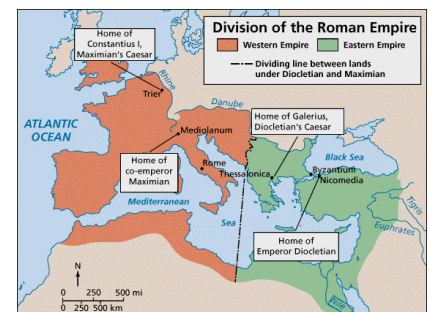 Division of the Roman Empire
Western Empire
Eastern Empire
Dividing line between lands
under Diocletian and Maximian
Home of
Constantius I,
Maximian's Caesar
Rhine
Trier
Danube
ATLANTIC
OCEAN
Mediolanum
Home of Galerius,
Diocletian's Caesar
Home of
co-emperor
Maximian
Rome
Thessalonica
Black Sea
Byzantium
Nicomedia
Mediterranean
Sea
Tigris
Euphrates
Home of
Emperor Diocletian
N
0 250 500 mi
0 250 500 km
Nile